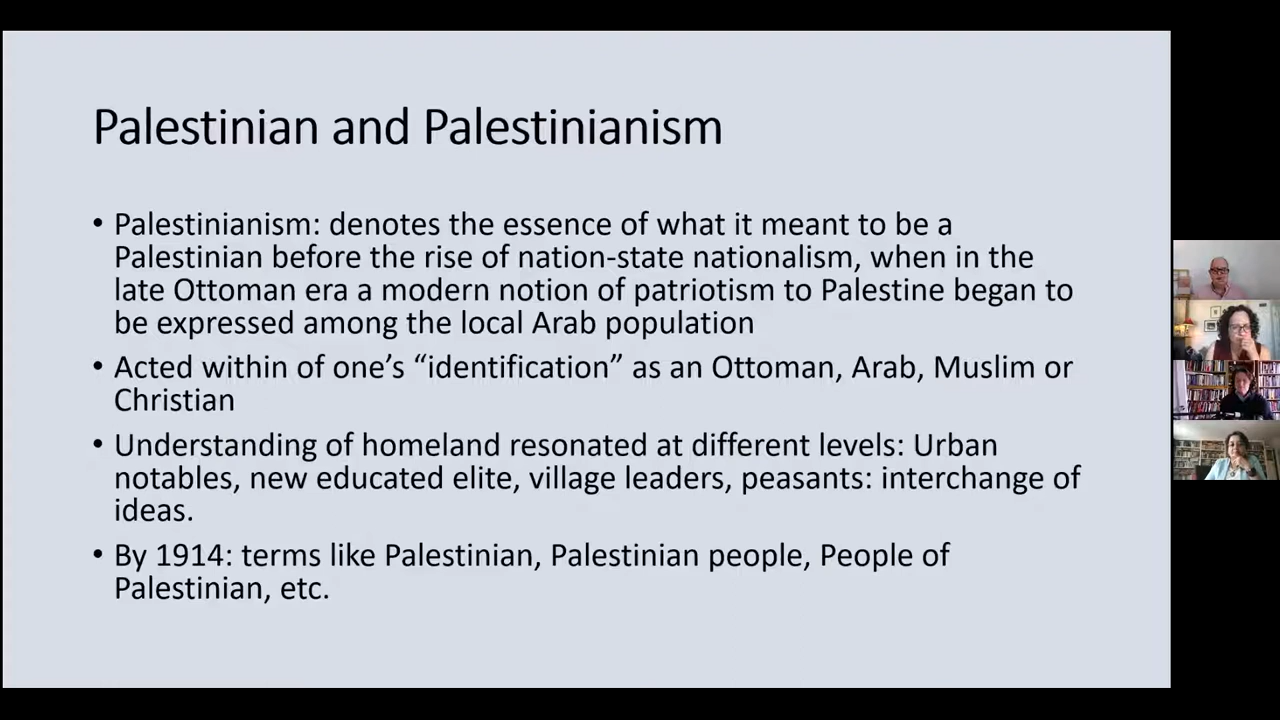 Palestinian and Palestinianism
• Palestinianism: denotes the essence of what it meant to be a
Palestinian before the rise of nation-state nationalism, when in the
late Ottoman era a modern notion of patriotism to Palestine began to
be expressed among the local Arab population
• Acted within of one’s “identification” as an Ottoman, Arab, Muslim or
Christian
• Understanding of homeland resonated at different levels: Urban
notables, new educated elite, village leaders, peasants: interchange of
ideas.
• By 1914: terms like Palestinian, Palestinian people, People of
Palestinian, etc.